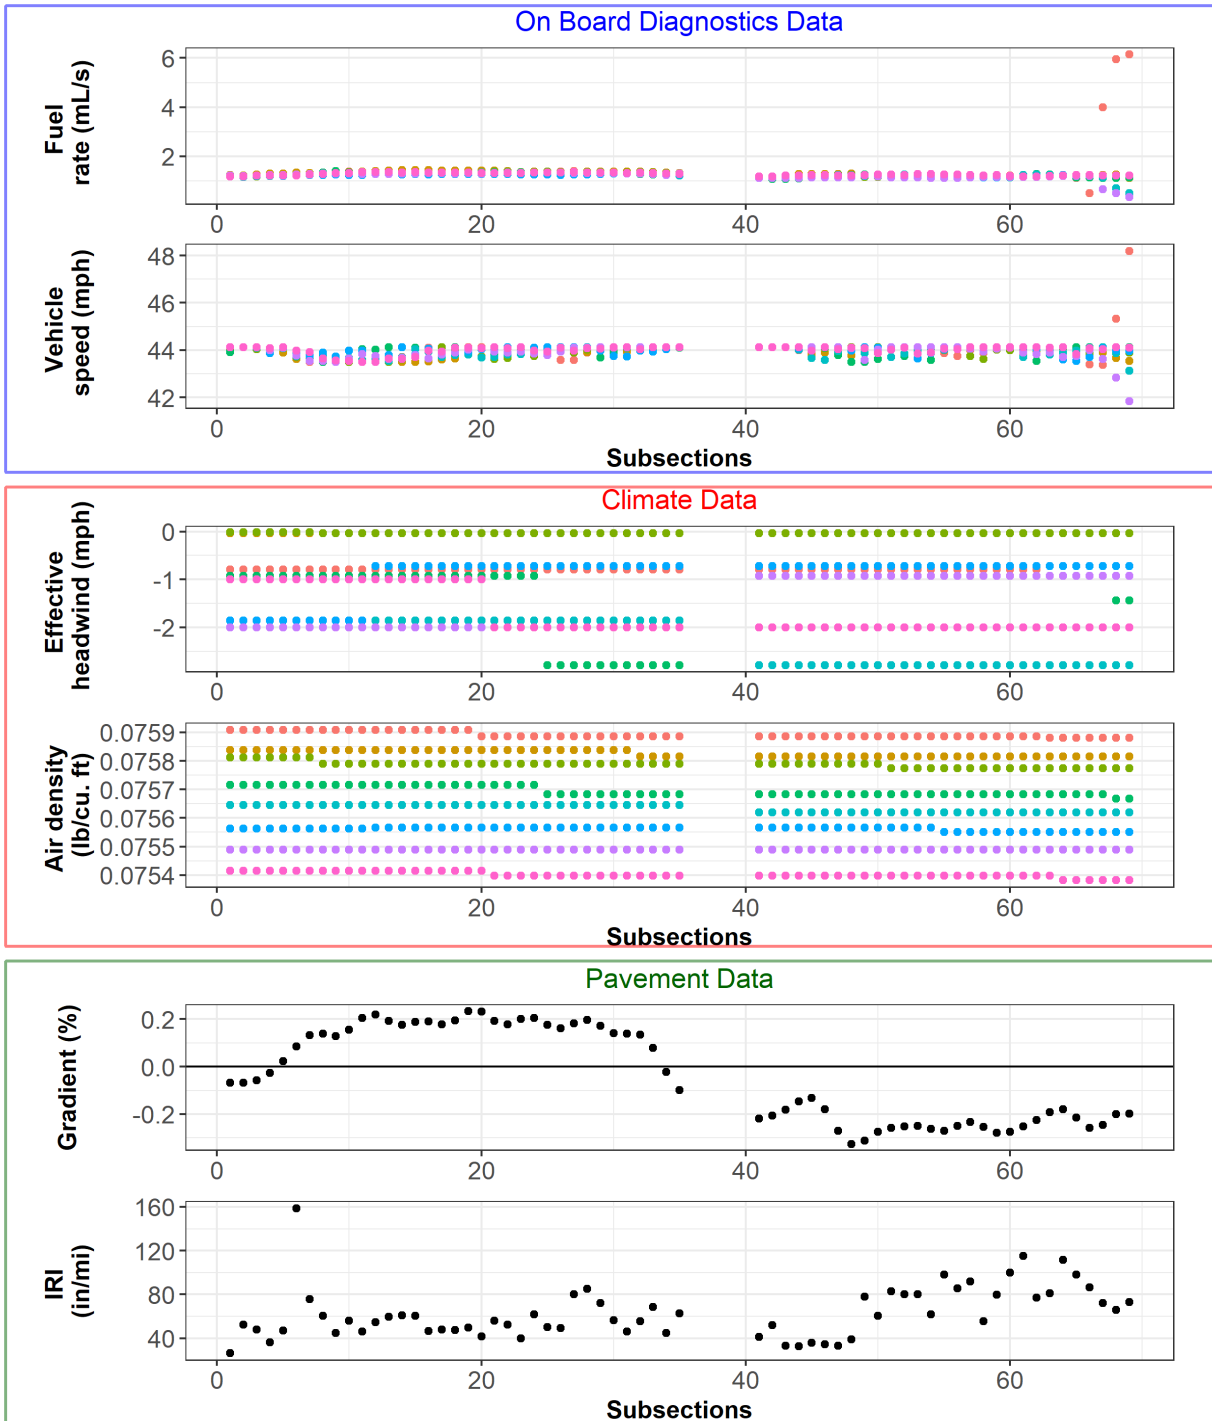 On Board Diagnostics Data
Fuel
rate (mL/s)
6
4
2
0 20 40 60
Vehicle
speed (mph)
48
46
44
42
0 20 40 60
Subsections
Climate Data
Effective
headwind (mph)
0
-1
-2
0 20 40 60
Air density
(lb/cu. ft)
0.0759
0.0758
0.0757
0.0756
0.0755
0.0754
0 20 40 60
Subsections
Pavement Data
Gradient (%)
0.2
0.0
-0.2
0 20 40 60
IRI
(in/mi)
160
120
80
40
0 20 40 60
Subsections